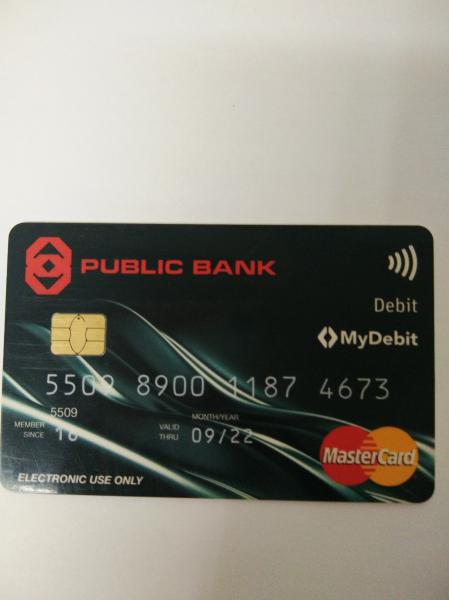 PUBLIC BANK
Debit
MyDebit
5509 8900 1187 4673
5509
MONTH/YEAR
MEMBER SINCE
VALID THRU 09/22
MasterCard
ELECTRONIC USE ONLY